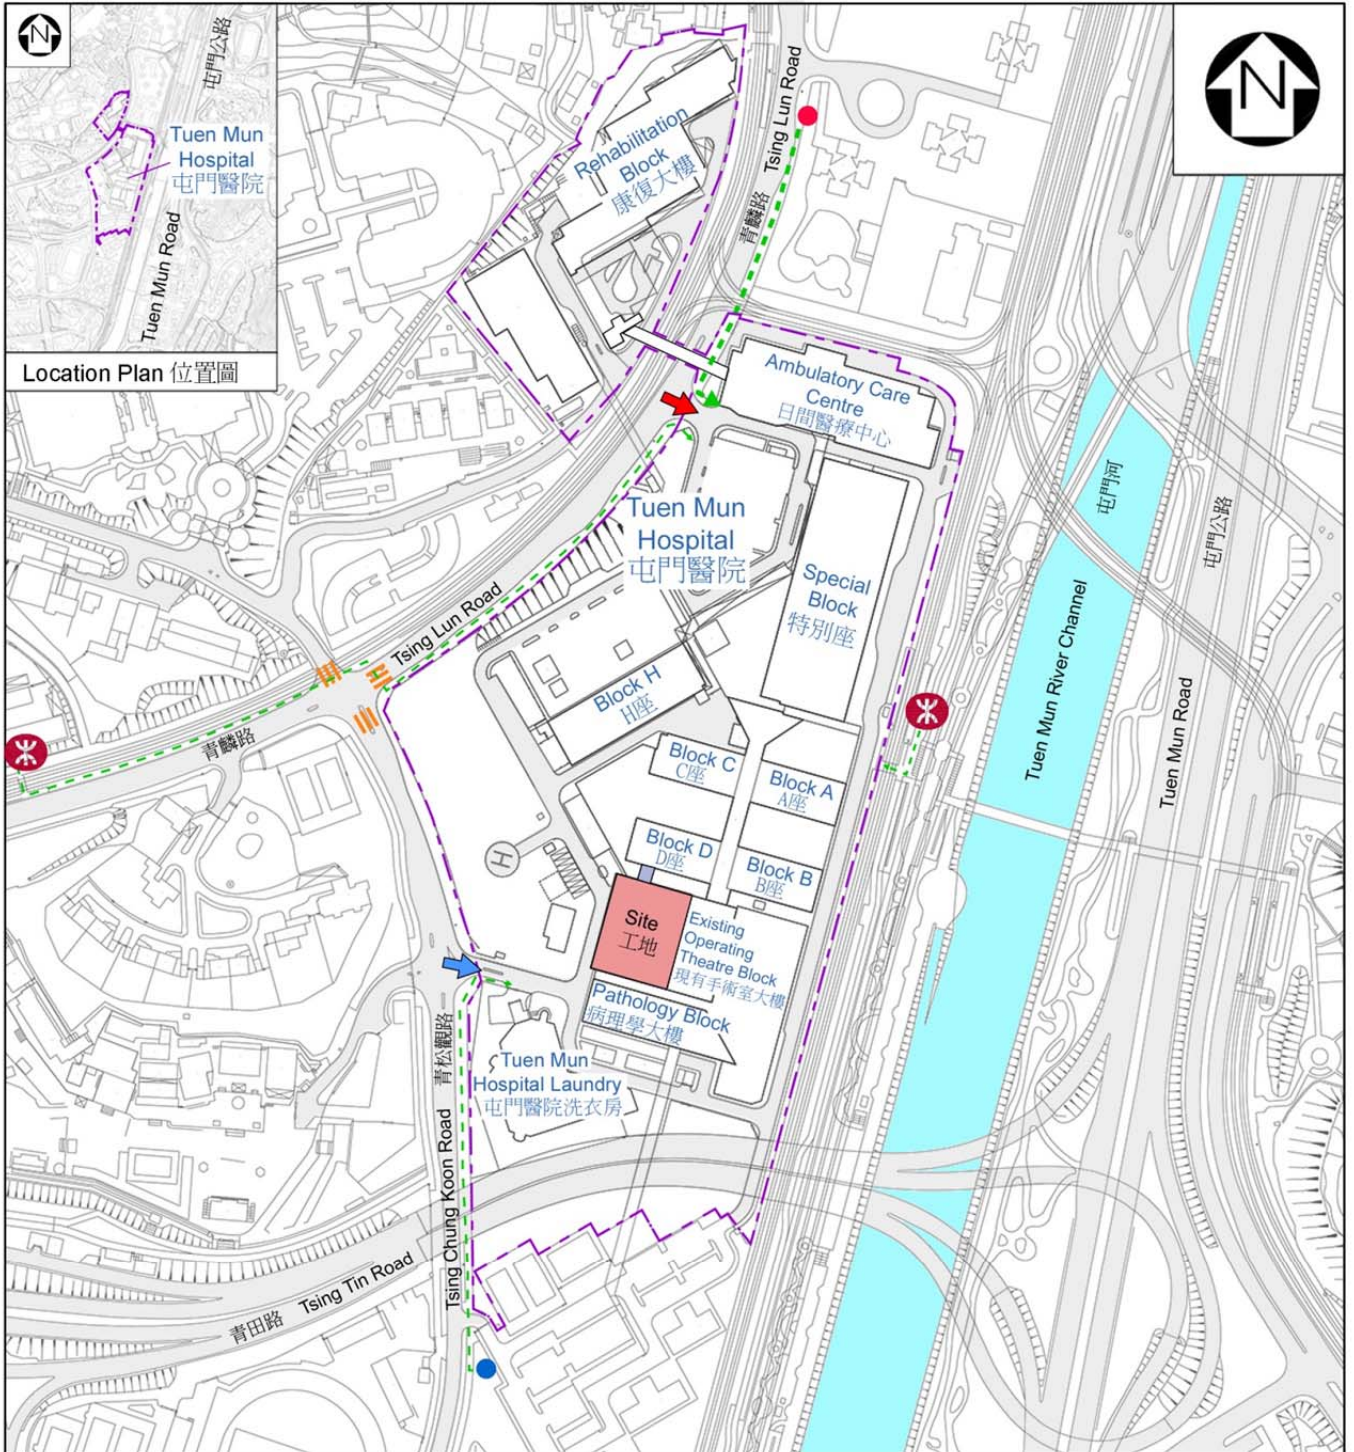 N
屯門公路
Tuen Mun
Hospital
屯門醫院
Tuen Mun Road
Location Plan 位置圖
N
Tsing Lun Road
青麟路
Rehabilitation
Block
康復大樓
Ambulatory Care
Centre
日間醫療中心
Tuen Mun
Hospital
屯門醫院
Special
Block
特別座
屯門河
屯門公路
Tuen Mun River Channel
Tuen Mun Road
Tsing Lun Road
青麟路
Block H
H座
Block C
C座
Block A
A座
H
Block D
D座
Block B
B座
Site
工地
Existing
Operating
Theatre Block
現有手術室大樓
Pathology Block
病理學大樓
Tuen Mun
Hospital Laundry
屯門醫院洗衣房
青松觀路
Tsing Chung Koon Road
青田路
Tsing Tin Road